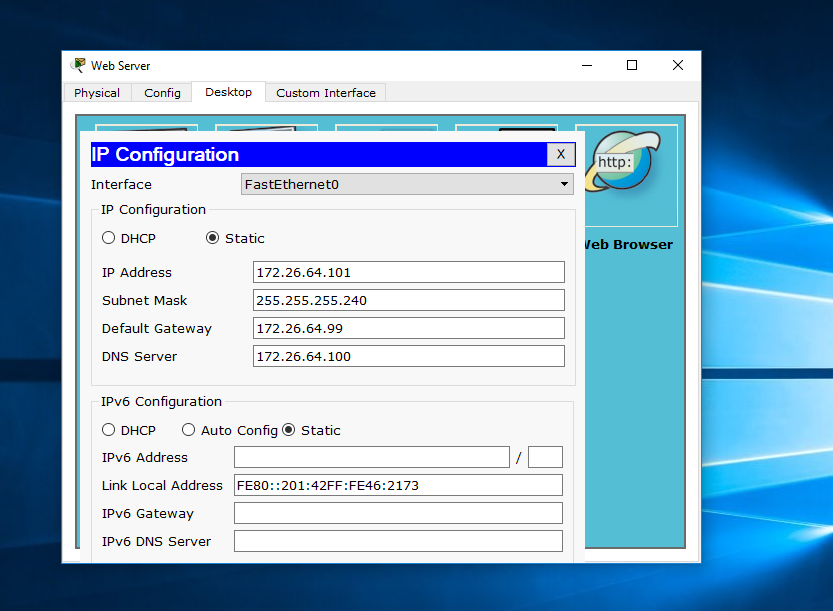 Web Server
Physical Config Desktop Custom Interface
http:
Web Browser
IP Configuration X
Interface FastEthernet0
IP Configuration
DHCP Static
IP Address 172.26.64.101
Subnet Mask 255.255.255.240
Default Gateway 172.26.64.99
DNS Server 172.26.64.100
IPv6 Configuration
DHCP Auto Config Static
IPv6 Address /
Link Local Address FE80::201:42FF:FE46:2173
IPv6 Gateway
IPv6 DNS Server